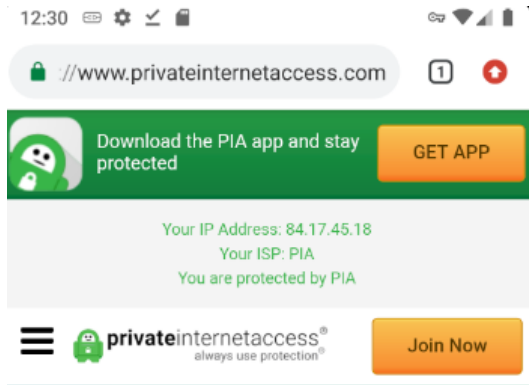 12:30
://www.privateinternetaccess.com
1
Download the PIA app and stay
protected
GET APP
Your IP Address: 84.17.45.18
Your ISP: PIA
You are protected by PIA
privateinternetaccess®
always use protection®
Join Now